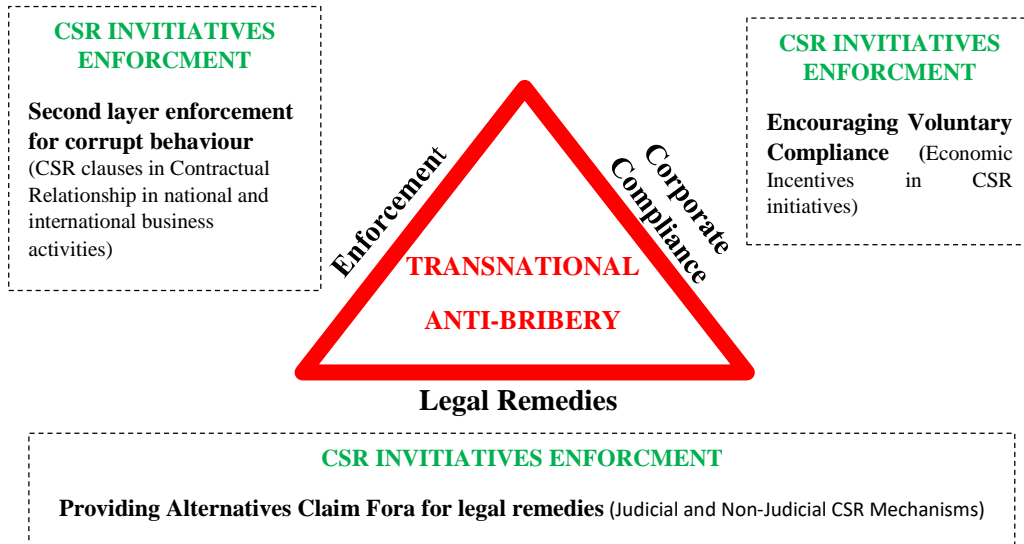 CSR INVITIATIVES
ENFORCMENT
Second layer enforcement
for corrupt behaviour
(CSR clauses in Contractual
Relationship in national and
international business
activities)
CSR INVITIATIVES
ENFORCMENT
Encouraging Voluntary
Compliance (Economic
Incentives in CSR
initiatives)
Enforcement
Corporate
Compliance
TRANSNATIONAL
ANTI-BRIBERY
Legal Remedies
CSR INVITIATIVES ENFORCMENT
Providing Alternatives Claim Fora for legal remedies (Judicial and Non-Judicial CSR Mechanisms)